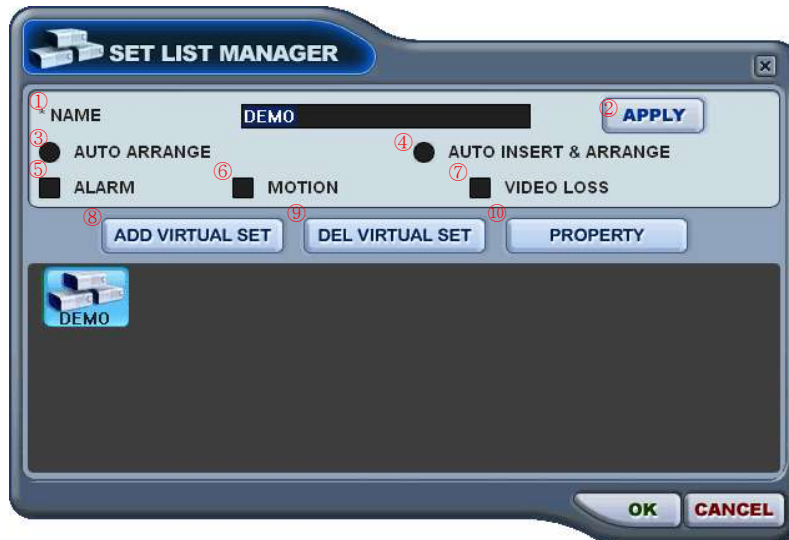 SET LIST MANAGER
① * NAME DEMO ② APPLY
③ AUTO ARRANGE ④ AUTO INSERT & ARRANGE
⑤ ALARM ⑥ MOTION ⑦ VIDEO LOSS
⑧ ADD VIRTUAL SET ⑨ DEL VIRTUAL SET ⑩ PROPERTY
DEMO
OK CANCEL